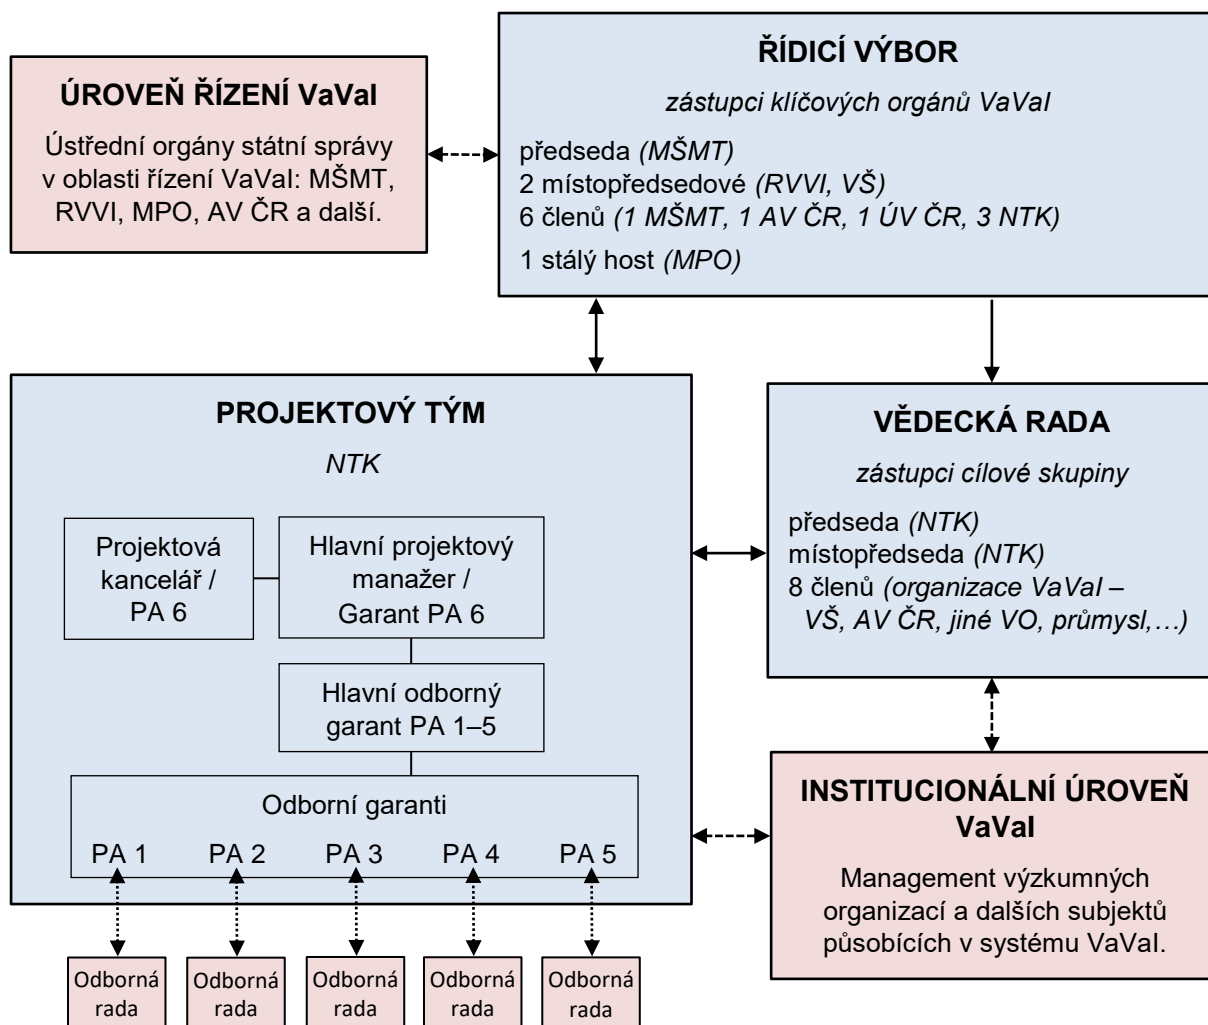 ÚROVEŇ ŘÍZENÍ VaVaI
Ústřední orgány státní správy
v oblasti řízení VaVaI: MŠMT,
RVVI, MPO, AV ČR a další.
ŘÍDICÍ VÝBOR
zástupci klíčových orgánů VaVaI
předseda (MŠMT)
2 místopředsedové (RVVI, VŠ)
6 členů (1 MŠMT, 1 AV ČR, 1 ÚV ČR, 3 NTK)
1 stálý host (MPO)
PROJEKTOVÝ TÝM
NTK
Projektová
kancelář /
PA 6
Hlavní projektový
manažer /
Garant PA 6
Hlavní odborný
garant PA 1–5
Odborní garanti
PA 1 PA 2 PA 3 PA 4 PA 5
VĚDECKÁ RADA
zástupci cílové skupiny
předseda (NTK)
místopředseda (NTK)
8 členů (organizace VaVaI –
VŠ, AV ČR, jiné VO, průmysl,…)
INSTITUCIONÁLNÍ ÚROVEŇ
VaVaI
Management výzkumných
organizací a dalších subjektů
působících v systému VaVaI.
Odborná
rada
Odborná
rada
Odborná
rada
Odborná
rada
Odborná
rada